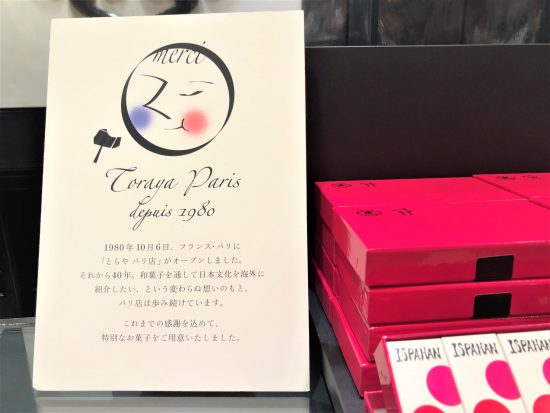 merci
Toraya Paris
depuis 1980
1980年10月6日、フランス・パリに
「とらや パリ店」がオープンしました。
それから40年。和菓子を通して日本文化を海外に
紹介したい、という変わらぬ想いのもと、
パリ店は歩み続けています。
これまでの感謝を込めて、
特別なお菓子をご用意いたしました。
ISPAHAN
ISPAHAN
ISPAHAN